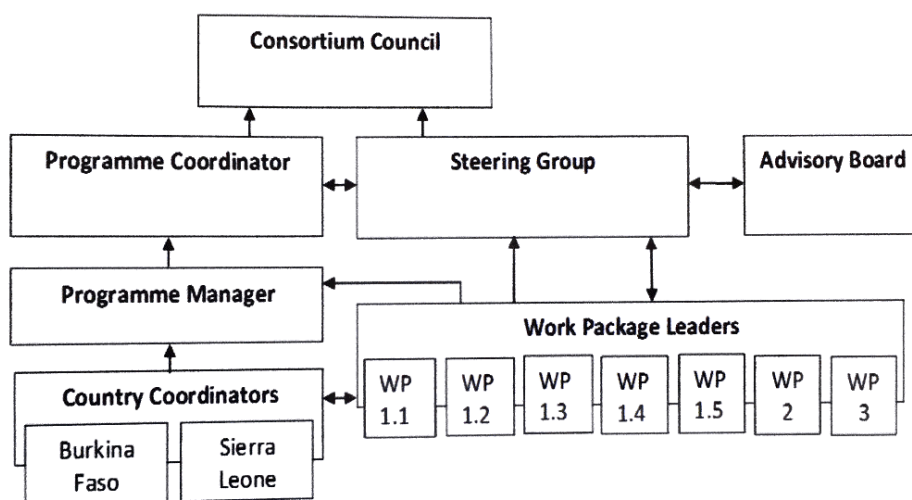 Consortium Council
Programme Coordinator
Steering Group
Advisory Board
Programme Manager
Work Package Leaders
WP
1.1
WP
1.2
WP
1.3
WP
1.4
WP
1.5
WP
2
WP
3
Country Coordinators
Burkina
Faso
Sierra
Leone